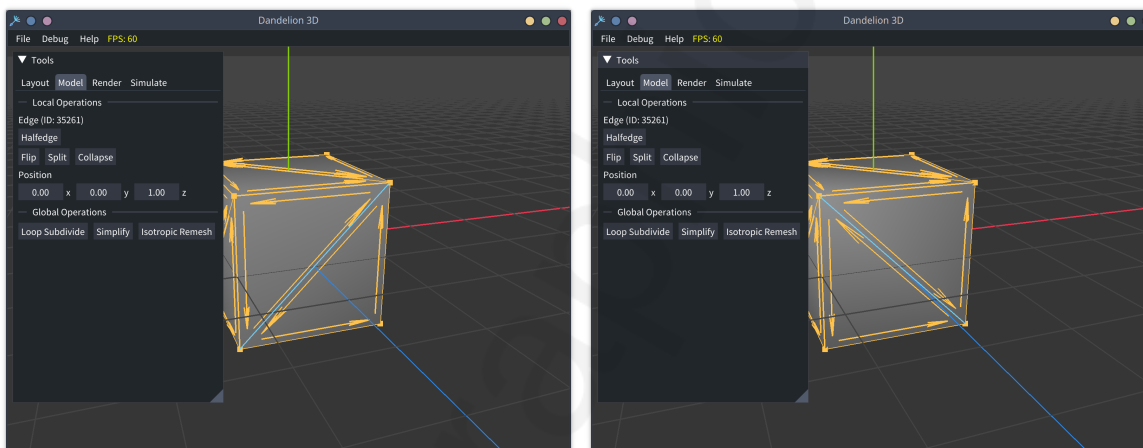 Dandelion 3D
File Debug Help FPS: 60
Tools
Layout Model Render Simulate
Local Operations
Edge (ID: 35261)
Halfedge
Flip Split Collapse
Position
0.00 x 0.00 y 1.00 z
Global Operations
Loop Subdivide Simplify Isotropic Remesh
Dandelion 3D
File Debug Help FPS: 60
Tools
Layout Model Render Simulate
Local Operations
Edge (ID: 35261)
Halfedge
Flip Split Collapse
Position
0.00 x 0.00 y 1.00 z
Global Operations
Loop Subdivide Simplify Isotropic Remesh